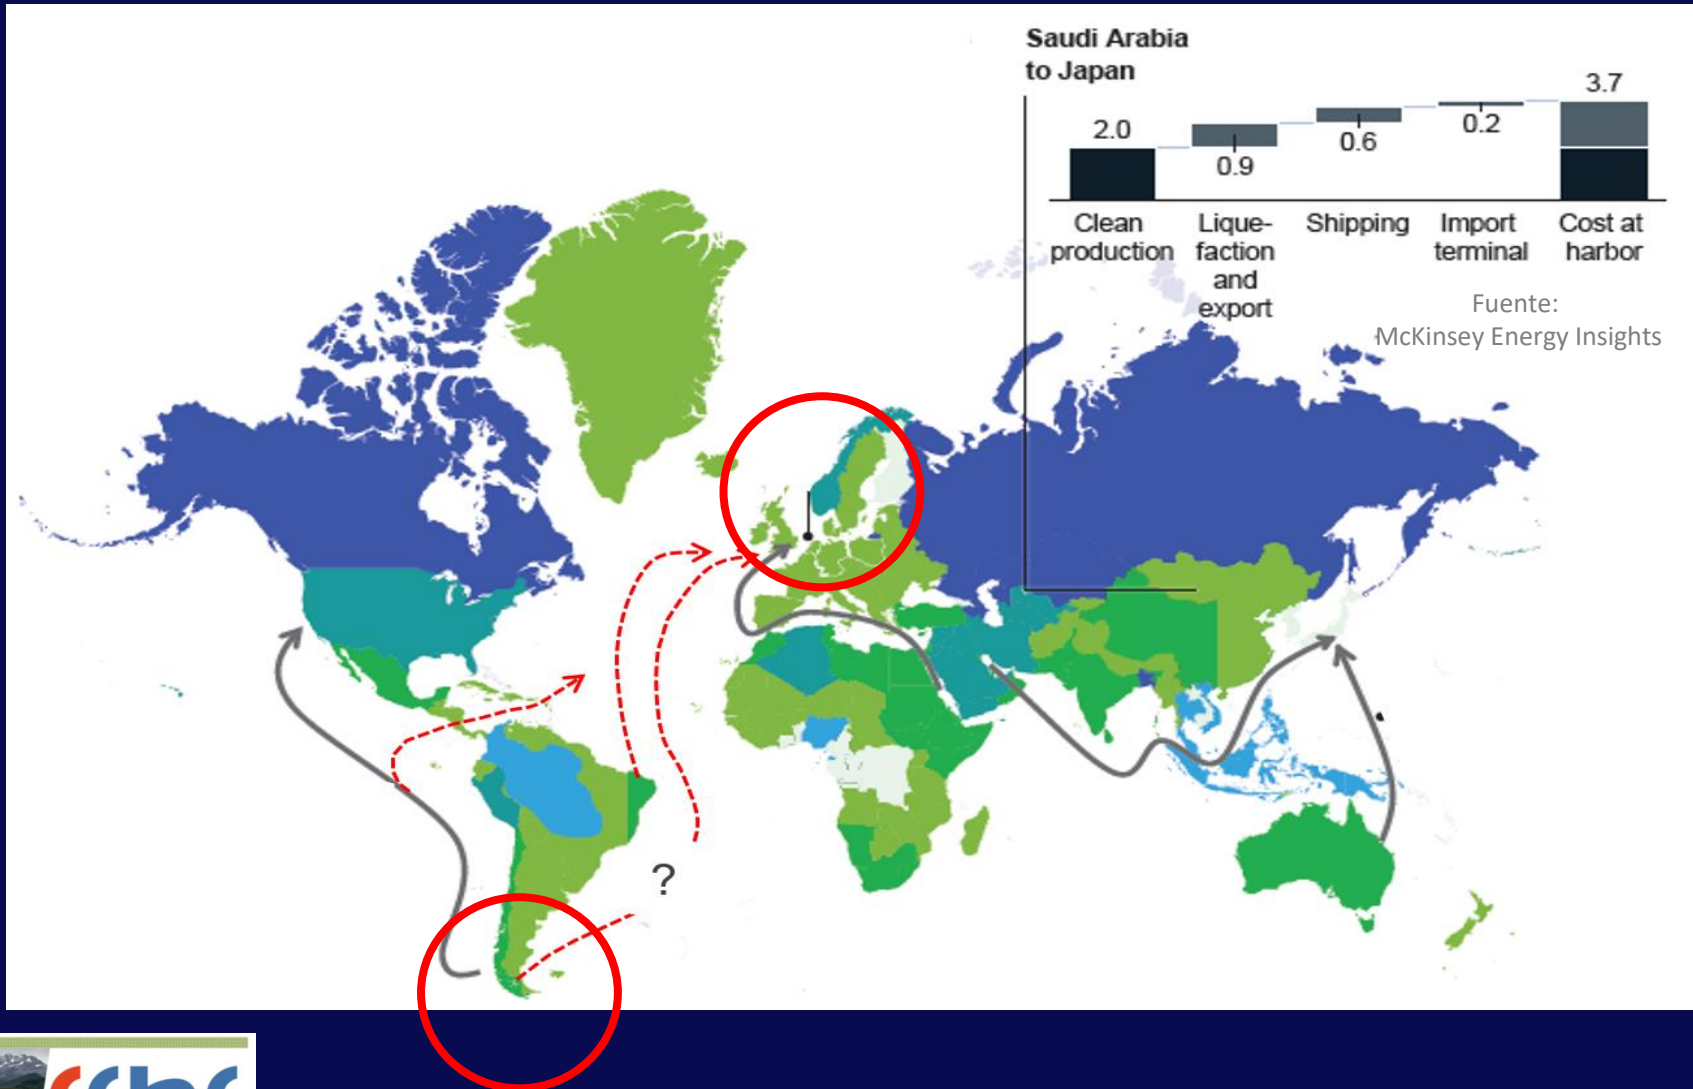 Saudi Arabia
to Japan
2.0
0.9
0.6
0.2
3.7
Clean
production
Lique-
faction
and
export
Shipping
Import
terminal
Cost at
harbor
Fuente:
McKinsey Energy Insights
?